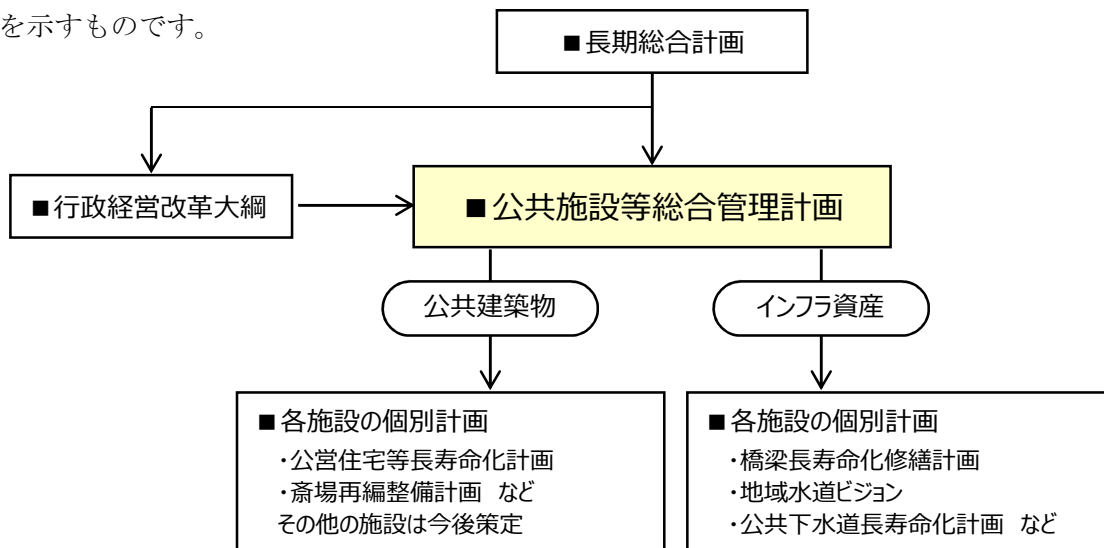 を示すものです。
■長期総合計画
■行政経営改革大綱
■公共施設等総合管理計画
公共建築物
インフラ資産
■各施設の個別計画
・公営住宅等長寿命化計画
・斎場再編整備計画 など
その他の施設は今後策定
■各施設の個別計画
・橋梁長寿命化修繕計画
・地域水道ビジョン
・公共下水道長寿命化計画 など